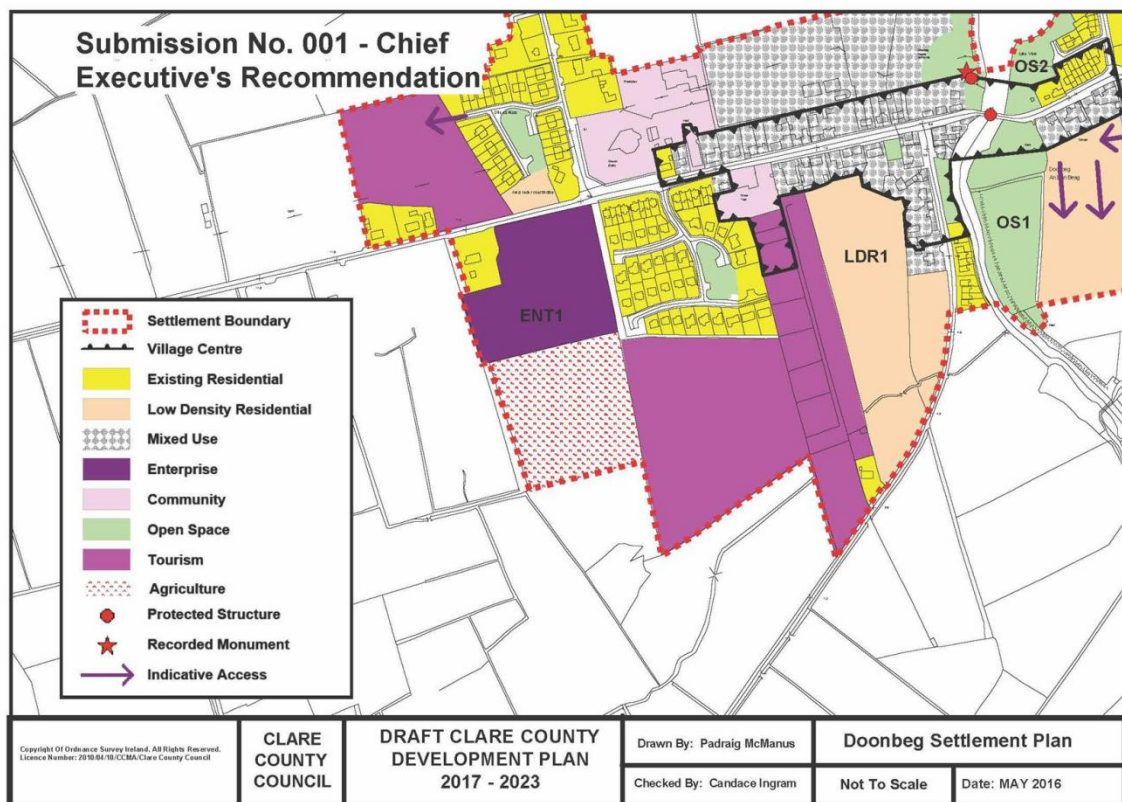 Submission No. 001 - Chief
Executive's Recommendation
OS2
OS1
LDR1
ENT1
Settlement Boundary
Village Centre
Existing Residential
Low Density Residential
Mixed Use
Enterprise
Community
Open Space
Tourism
Agriculture
Protected Structure
Recorded Monument
Indicative Access
Copyright Of Ordnance Survey Ireland. All Rights Reserved.
Licence Number: 2010/04/10/CCMA/Clare County Council
CLARE
COUNTY
COUNCIL
DRAFT CLARE COUNTY
DEVELOPMENT PLAN
2017 - 2023
Drawn By: Padraig McManus
Checked By: Candace Ingram
Doonbeg Settlement Plan
Not To Scale
Date: MAY 2016